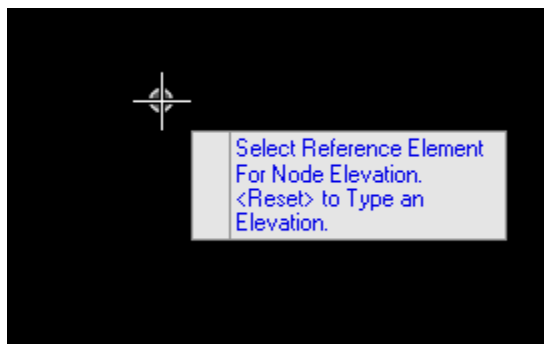 Select Reference Element
For Node Elevation.
<Reset> to Type an
Elevation.